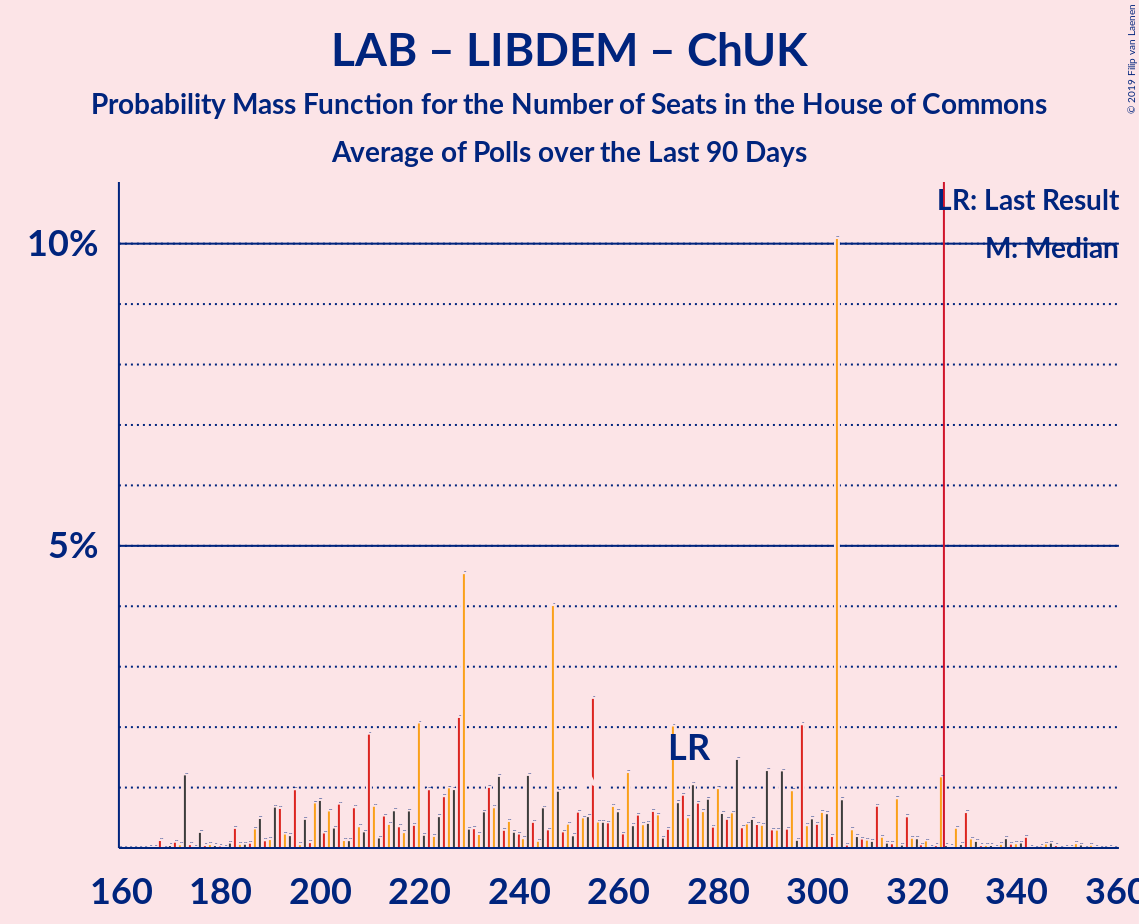 LAB – LIBDEM – ChUK
Probability Mass Function for the Number of Seats in the House of Commons
Average of Polls over the Last 90 Days
© 2019 Filip van Laenen
LR: Last Result
M: Median
10%
5%
LR
160 180 200 220 240 260 280 300 320 340 360